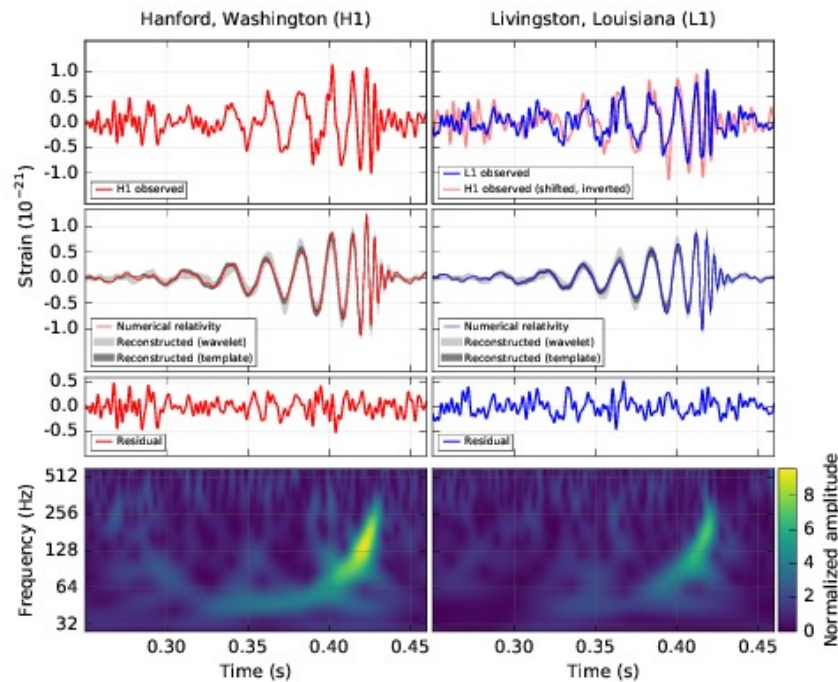 Hanford, Washington (H1)
Livingston, Louisiana (L1)
Strain (10⁻²¹)
1.0
0.5
0.0
-0.5
-1.0
H1 observed
L1 observed
H1 observed (shifted, inverted)
1.0
0.5
0.0
-0.5
-1.0
Numerical relativity
Reconstructed (wavelet)
Reconstructed (template)
Numerical relativity
Reconstructed (wavelet)
Reconstructed (template)
0.5
0.0
-0.5
Residual
Residual
Frequency (Hz)
512
256
128
64
32
0.30 0.35 0.40 0.45
Time (s)
0.30 0.35 0.40 0.45
Time (s)
8
6
4
2
0
Normalized amplitude